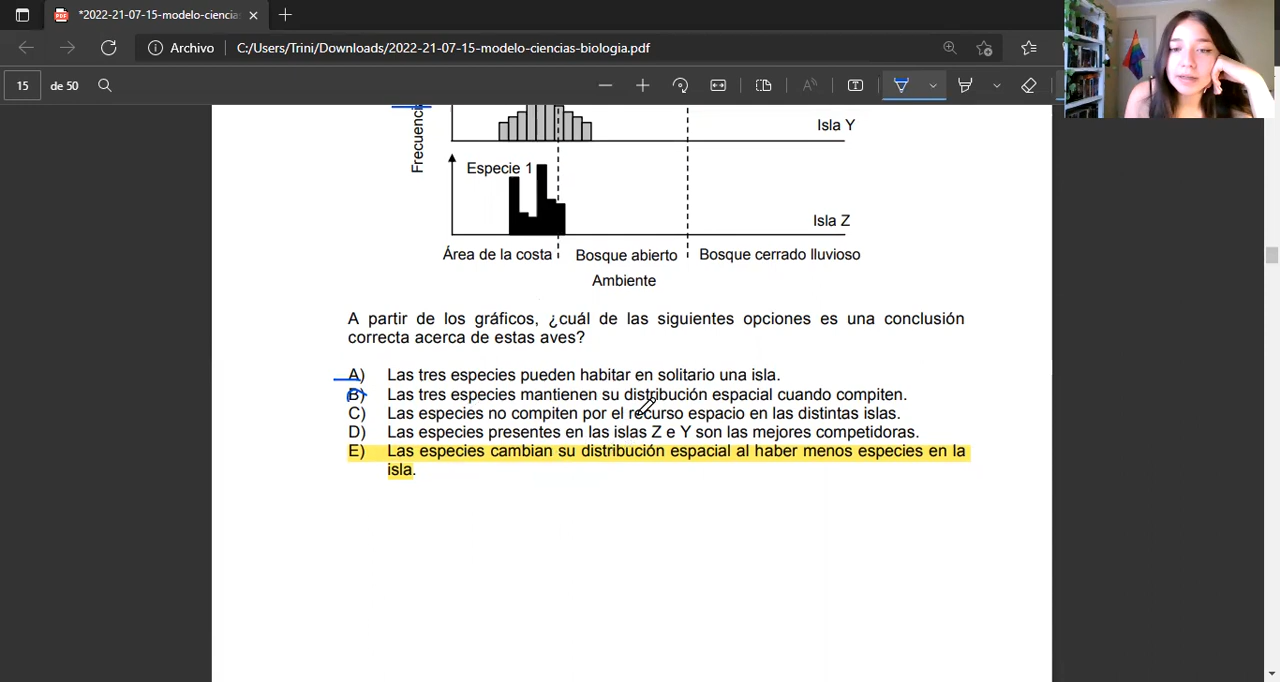 *2022-21-07-15-modelo-ciencias
Archivo
C:/Users/Trini/Downloads/2022-21-07-15-modelo-ciencias-biologia.pdf
15 de 50
Isla Y
Frecuencia
Especie 1
Isla Z
Área de la costa Bosque abierto Bosque cerrado lluvioso
Ambiente
A partir de los gráficos, ¿cuál de las siguientes opciones es una conclusión
correcta acerca de estas aves?
A) Las tres especies pueden habitar en solitario una isla.
B) Las tres especies mantienen su distribución espacial cuando compiten.
C) Las especies no compiten por el recurso espacio en las distintas islas.
D) Las especies presentes en las islas Z e Y son las mejores competidoras.
E) Las especies cambian su distribución espacial al haber menos especies en la
isla.